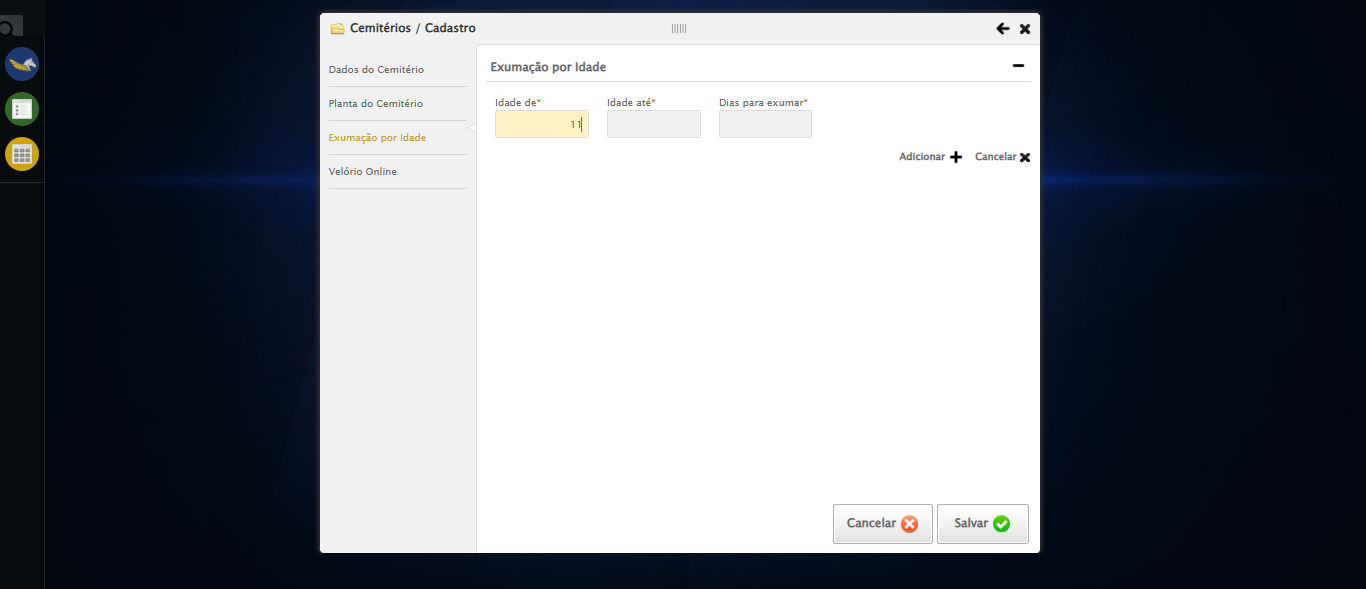 Cemitérios / Cadastro
Dados do Cemitério
Planta do Cemitério
Exumação por Idade
Velório Online
Exumação por Idade
Idade de* Idade até* Dias para exumar*
11
Adicionar Cancelar
Cancelar Salvar